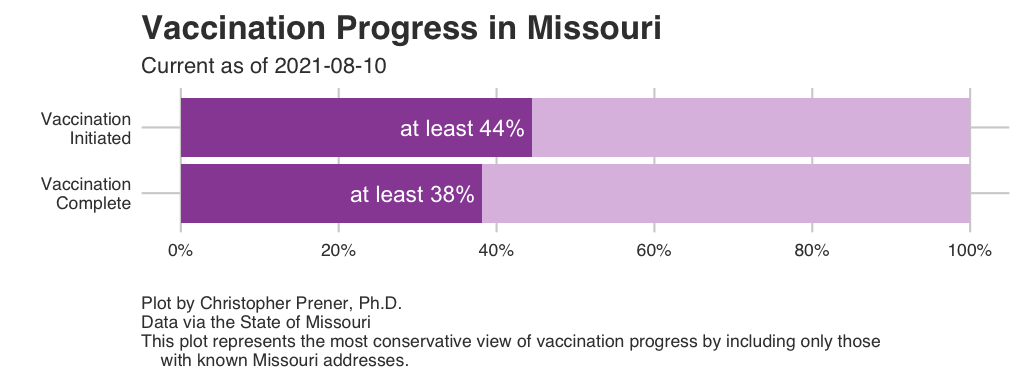 Vaccination Progress in Missouri
Current as of 2021-08-10
Vaccination
Initiated
at least 44%
Vaccination
Complete
at least 38%
0% 20% 40% 60% 80% 100%
Plot by Christopher Prener, Ph.D.
Data via the State of Missouri
This plot represents the most conservative view of vaccination progress by including only those
with known Missouri addresses.